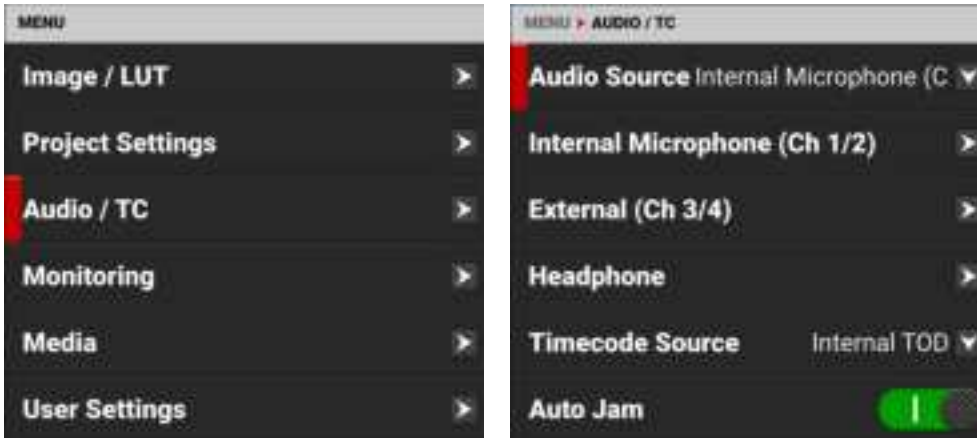 MENU
Image / LUT
Project Settings
Audio / TC
Monitoring
Media
User Settings
MENU ► AUDIO / TC
Audio Source Internal Microphone (C
Internal Microphone (Ch 1/2)
External (Ch 3/4)
Headphone
Timecode Source Internal TOD
Auto Jam